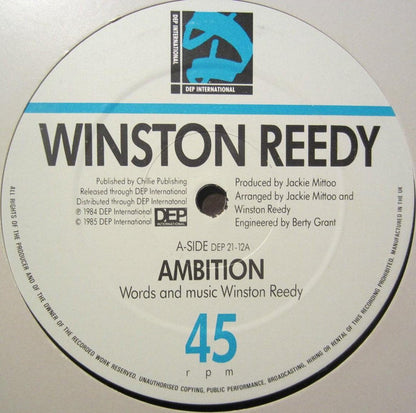 DEP INTERNATIONAL
DEP INTERNATIONAL
WINSTON REEDY
Published by Chillie Publishing
Released through DEP International
Distributed through DEP International
℗ 1984 DEP International
© 1985 DEP International
DEP
INTERNATIONAL
Produced by Jackie Mittoo
Arranged by Jackie Mittoo and
Winston Reedy
Engineered by Berty Grant
A-SIDE DEP 21-12A
AMBITION
Words and music Winston Reedy
45
rpm
ALL RIGHTS OF THE PRODUCER AND OF THE OWNER OF THE RECORDED WORK RESERVED. UNAUTHORISED COPYING, PUBLIC PERFORMANCE, BROADCASTING, HIRING OR RENTAL OF THIS RECORDING PROHIBITED. MANUFACTURED IN THE UK